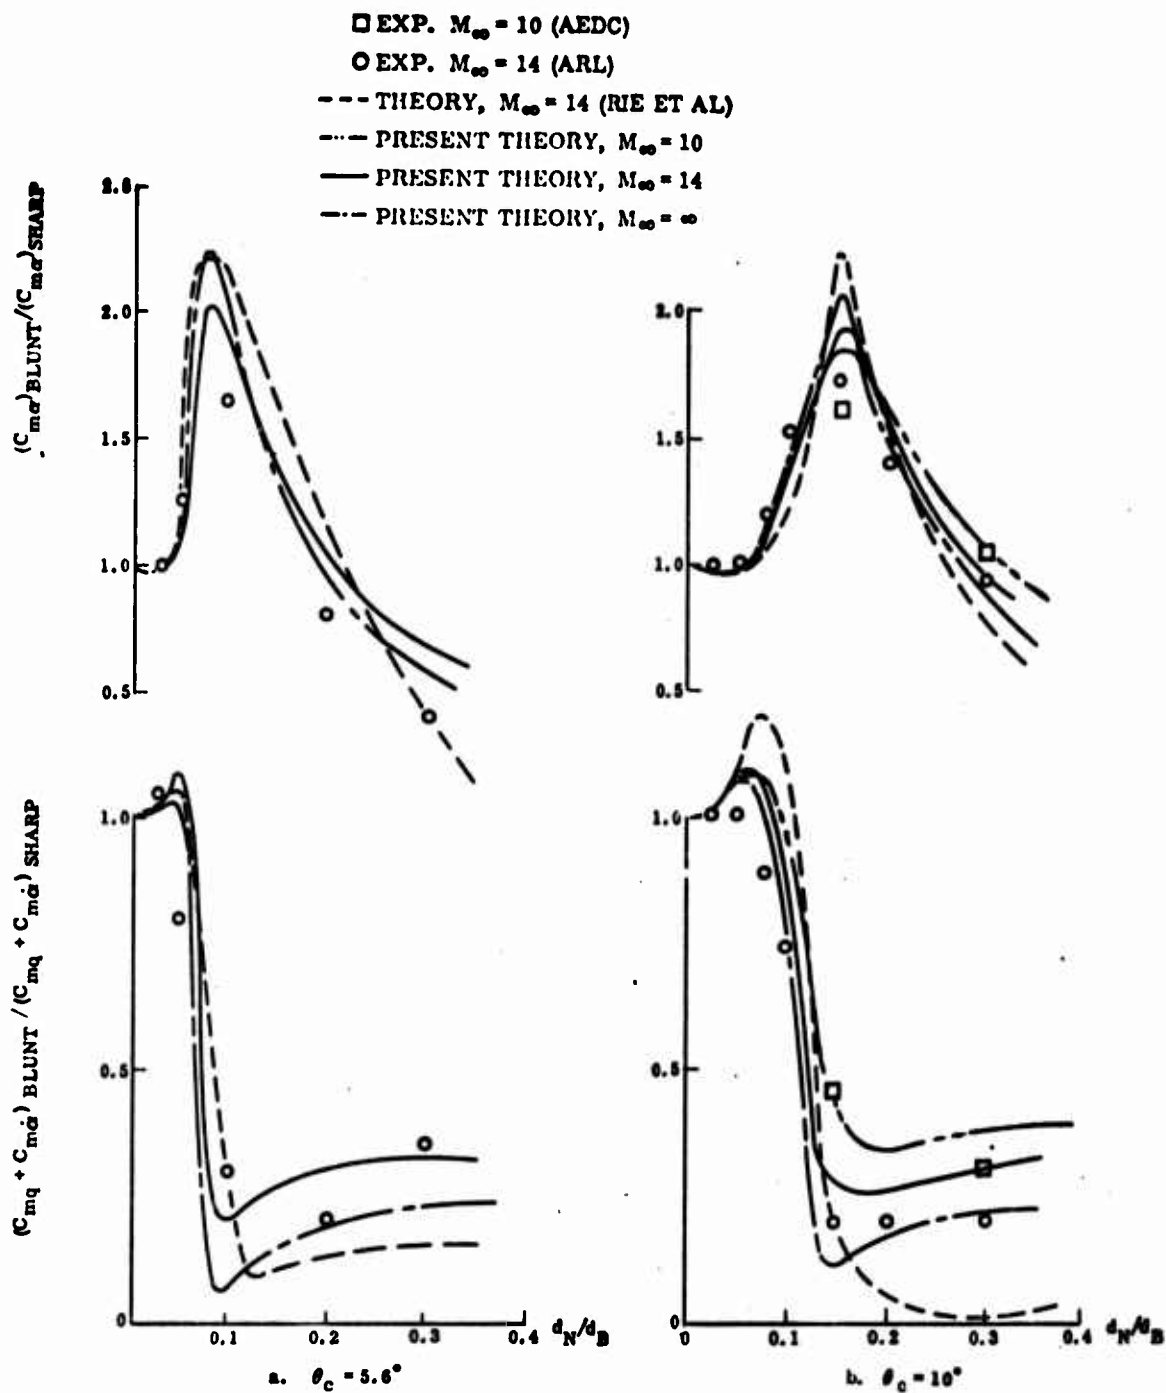 EXP. M∞ = 10 (AEDC)
EXP. M∞ = 14 (ARL)
THEORY, M∞ = 14 (RIE ET AL)
PRESENT THEORY, M∞ = 10
PRESENT THEORY, M∞ = 14
PRESENT THEORY, M∞ = ∞
(Cmα)BLUNT/(Cmα)SHARP
2.0
1.5
1.0
0.5
2.0
1.5
1.0
0.5
(Cmq + Cmα̇)BLUNT/(Cmq + Cmα̇)SHARP
1.0
0.5
0
0.1
0.2
0.3
0.4
dN/dB
1.0
0.5
0
0
0.1
0.2
0.3
0.4
dN/dB
a. θc = 5.6°
b. θc = 10°